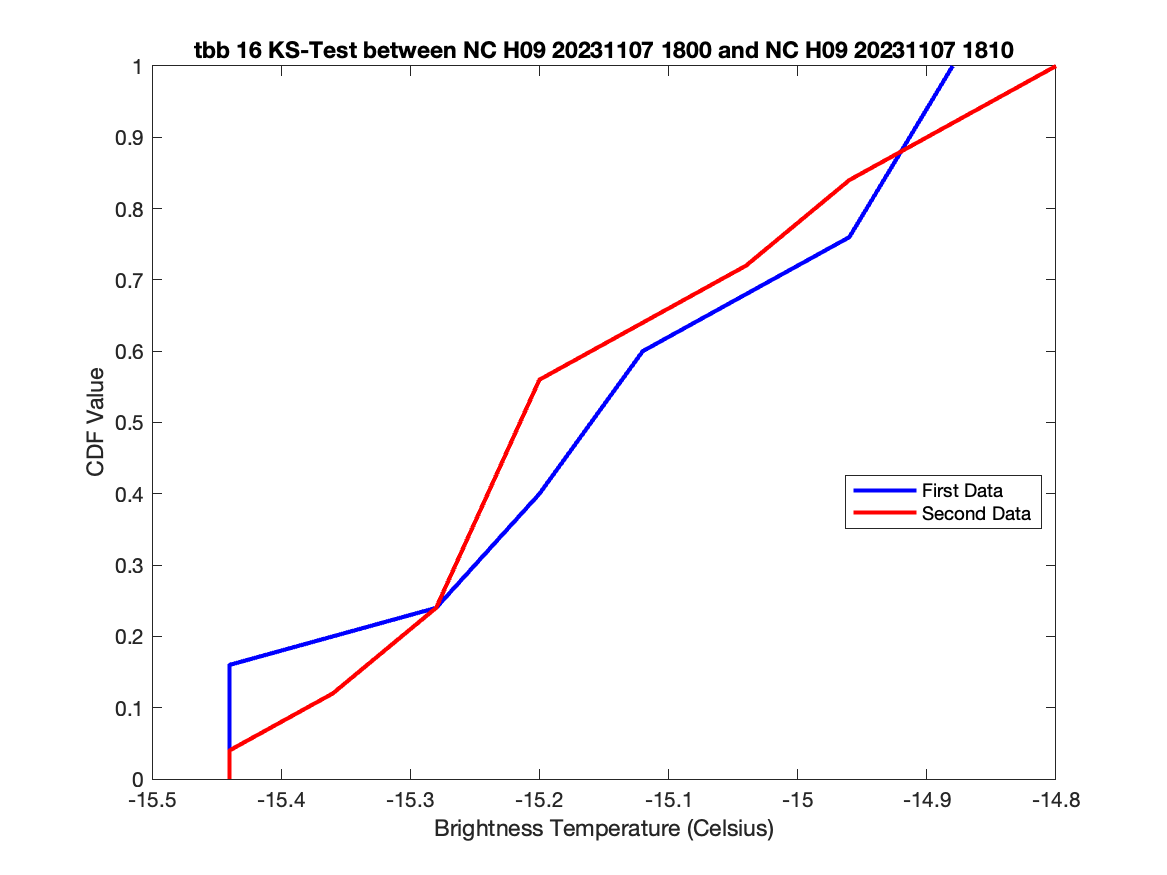 tbb 16 KS-Test between NC H09 20231107 1800 and NC H09 20231107 1810
1
0.9
0.8
0.7
0.6
0.5
0.4
0.3
0.2
0.1
0
CDF Value
First Data
Second Data
-15.5 -15.4 -15.3 -15.2 -15.1 -15 -14.9 -14.8
Brightness Temperature (Celsius)